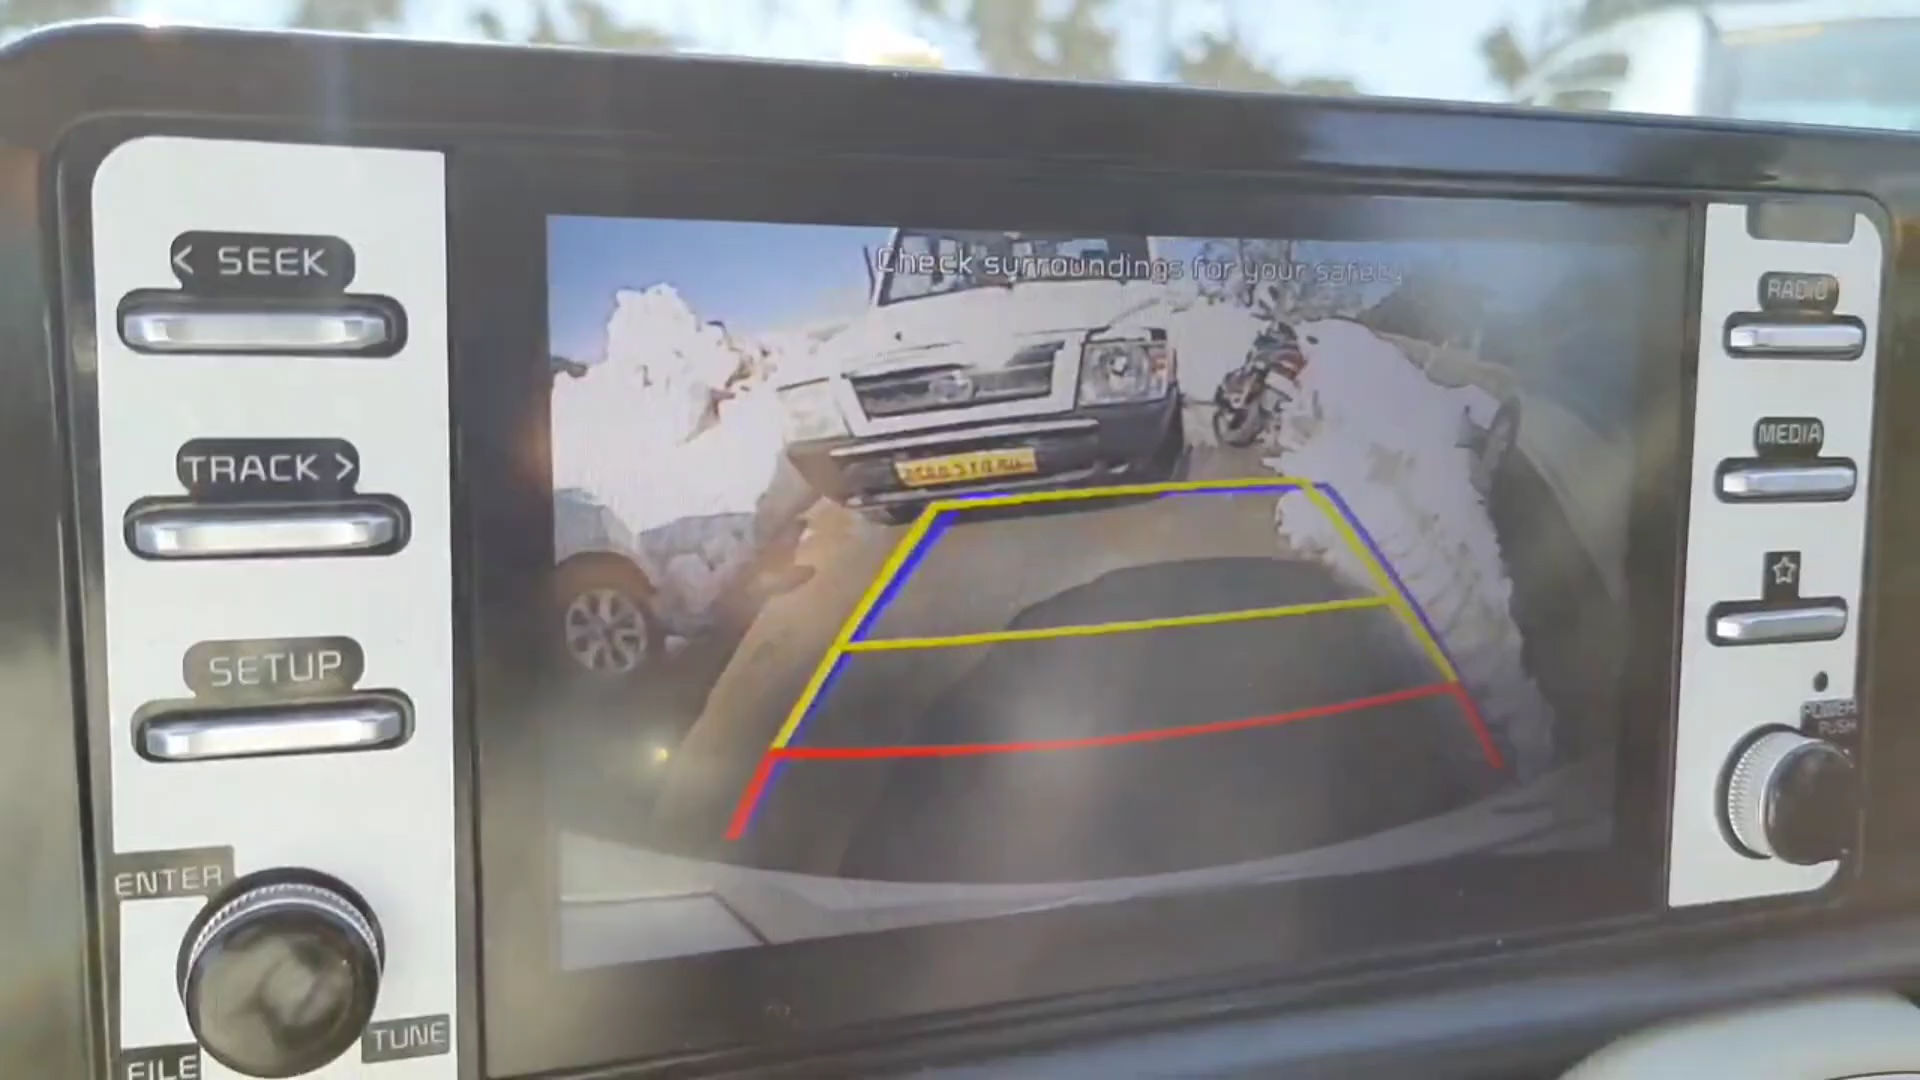 < SEEK
TRACK >
SETUP
ENTER
TUNE
FILE
Check surroundings for your safety
RADIO
MEDIA
POWER
PUSH